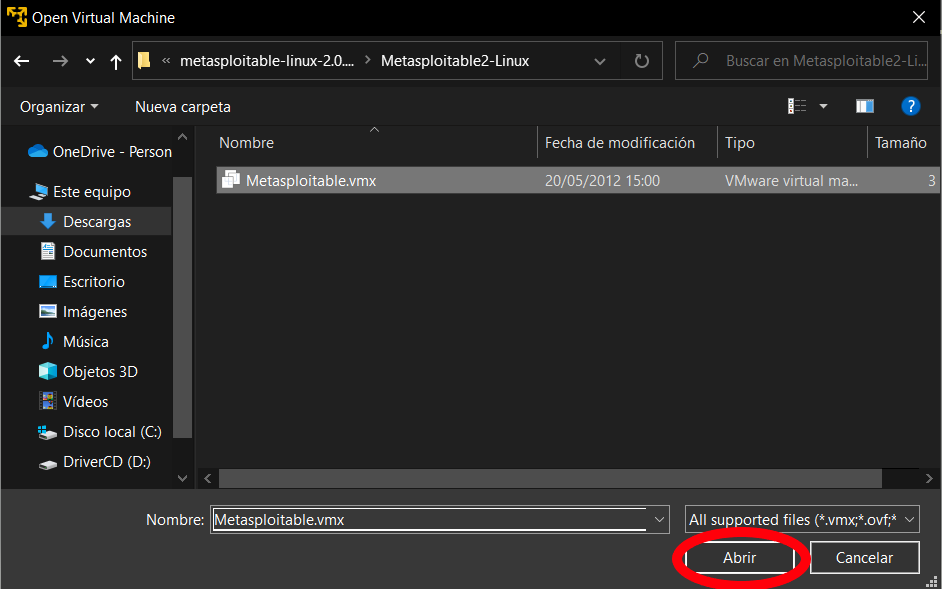 Open Virtual Machine
« metasploitable-linux-2.0.... > Metasploitable2-Linux
Buscar en Metasploitable2-Li...
Organizar
Nueva carpeta
?
OneDrive - Person
Este equipo
Descargas
Documentos
Escritorio
Imágenes
Música
Objetos 3D
Vídeos
Disco local (C:)
DriverCD (D:)
Nombre Fecha de modificación Tipo Tamaño
Metasploitable.vmx 20/05/2012 15:00 VMware virtual ma... 3
Nombre: Metasploitable.vmx All supported files (*.vmx;*.ovf;*
Abrir Cancelar